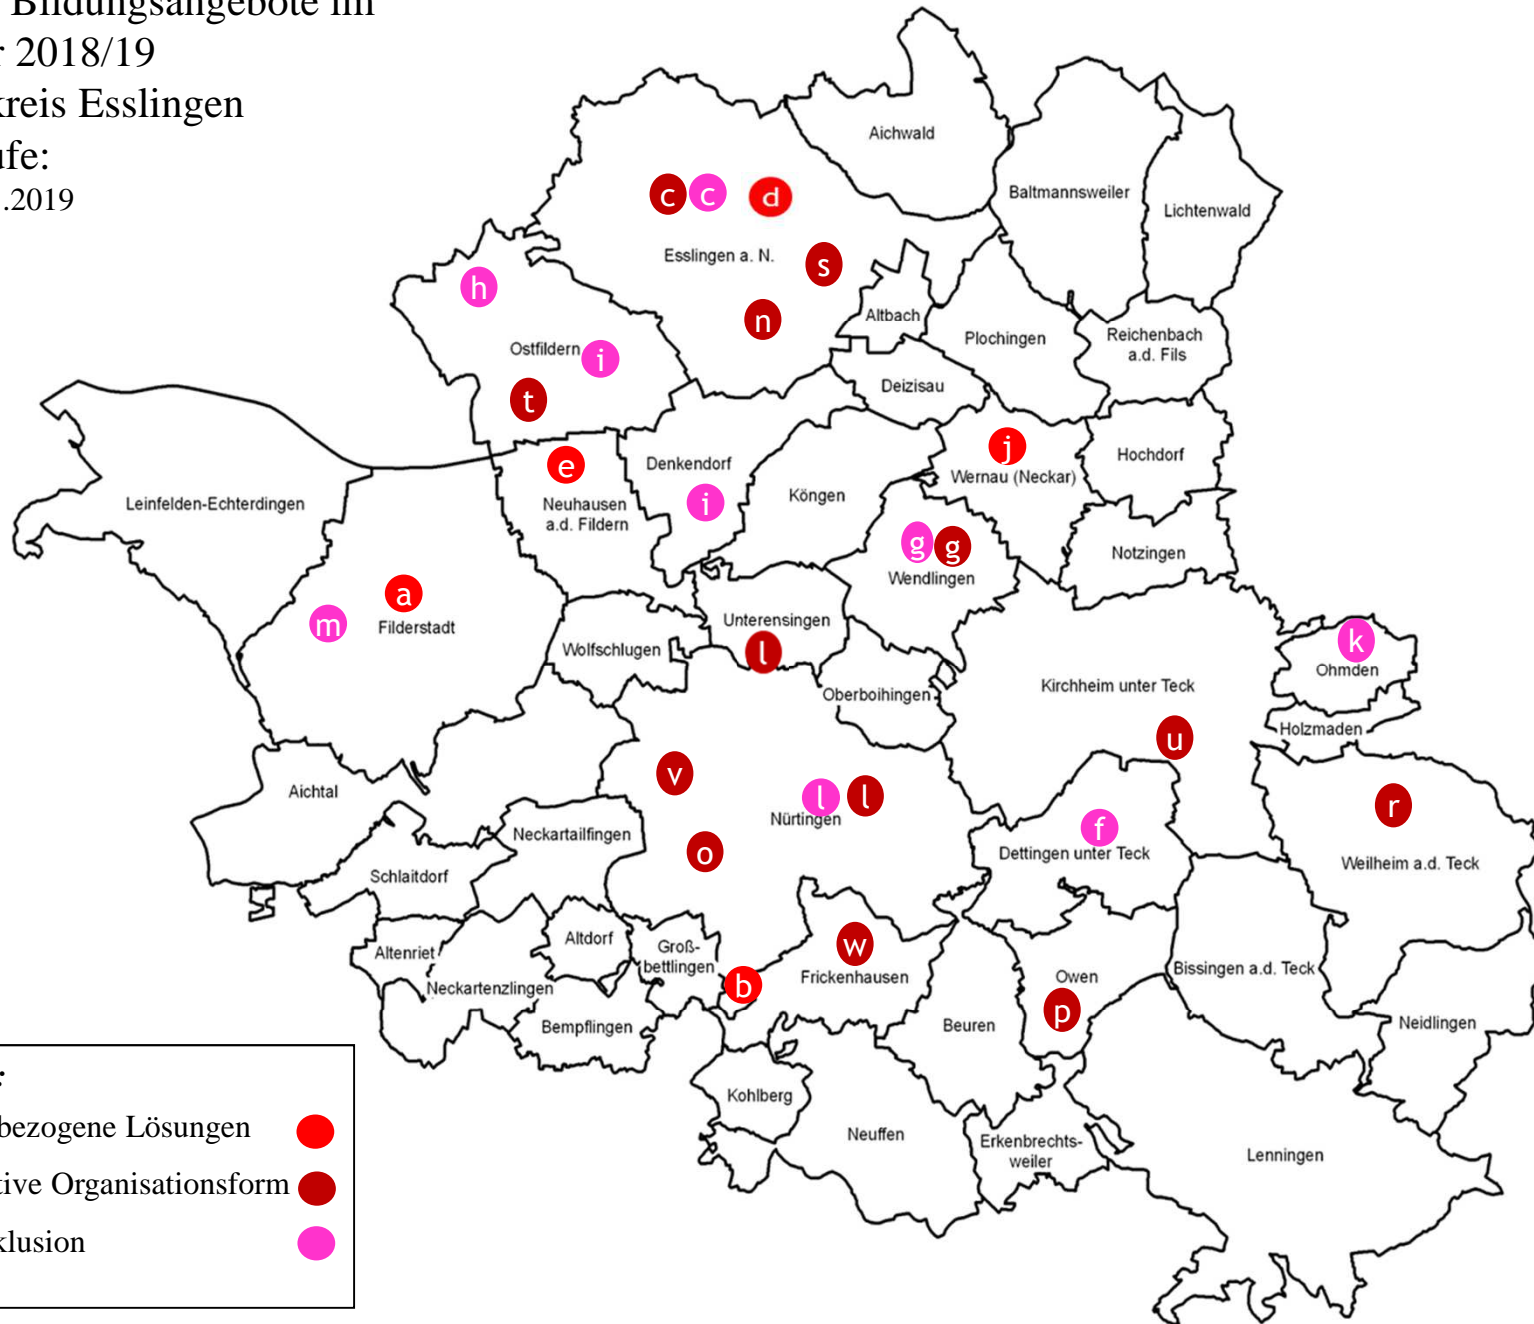 Bildungsangebote im
2018/19
kreis Esslingen
ufe:
.2019
Aichwald
Baltmannsweiler
Lichtenwald
c c d
Esslingen a. N.
s
n
h
Ostfildern i
t
Altbach
Plochingen
Reichenbach
a.d. Fils
Deizisau
j
Wernau (Neckar)
Hochdorf
e
Neuhausen
a.d. Fildern
Denkendorf
i
Köngen
Leinfelden-Echterdingen
g g
Wendlingen
Notzingen
a
m
Filderstadt
Wolfschlugen
Unterensingen
l
Oberboihingen
Kirchheim unter Teck
u
k
Ohmden
Holzmaden
Aichtal
v
l l
Nürtingen
o
f
Dettingen unter Teck
r
Weilheim a.d. Teck
Neckartailfingen
Schlaitdorf
Altenriet
Altdorf
Groß-
bettlingen
Neckartenzlingen
Bempflingen
b
w
Frickenhausen
Owen
p
Bissingen a.d. Teck
Beuren
Neidlingen
Kohlberg
Neuffen
Erkenbrechts-
weiler
Lenningen
bezogene Lösungen
tive Organisationsform
klusion